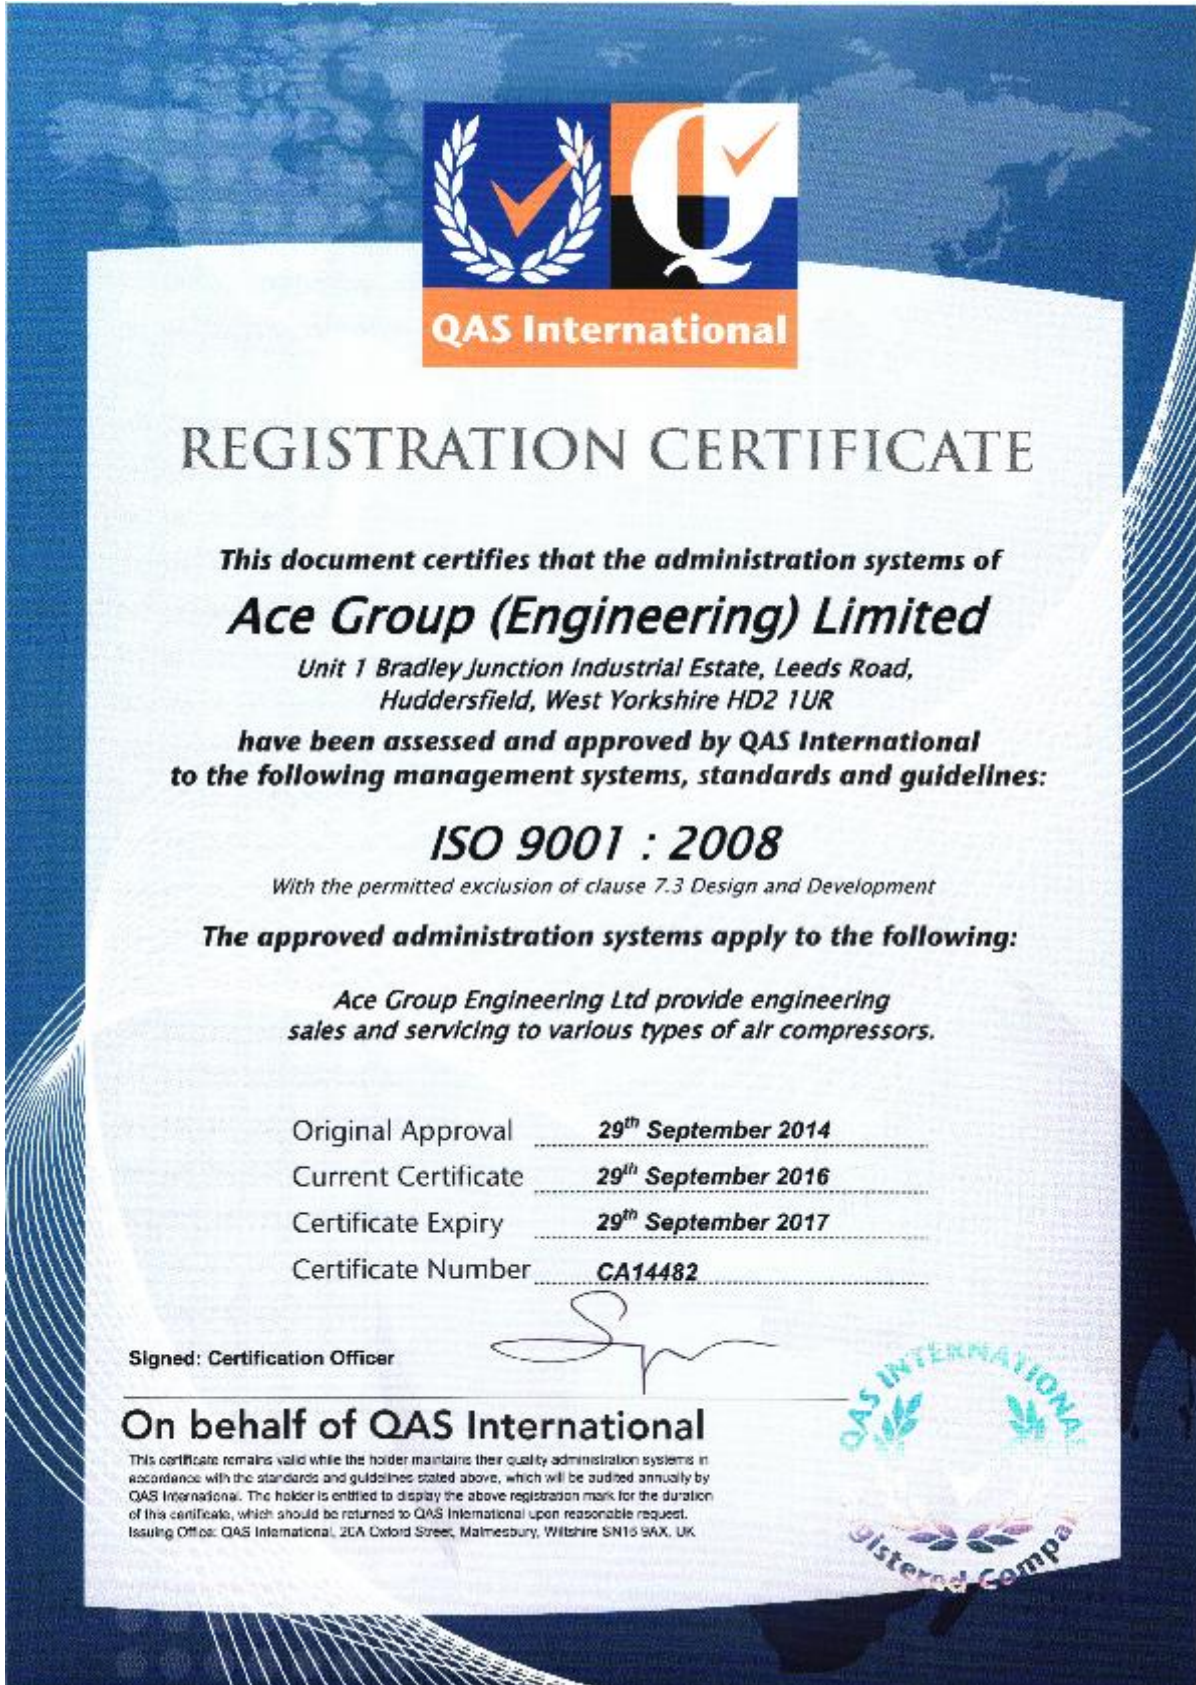 QAS International
REGISTRATION CERTIFICATE
This document certifies that the administration systems of
Ace Group (Engineering) Limited
Unit 1 Bradley Junction Industrial Estate, Leeds Road,
Huddersfield, West Yorkshire HD2 1UR
have been assessed and approved by QAS International
to the following management systems, standards and guidelines:
ISO 9001 : 2008
With the permitted exclusion of clause 7.3 Design and Development
The approved administration systems apply to the following:
Ace Group Engineering Ltd provide engineering
sales and servicing to various types of air compressors.
Original Approval 29th September 2014
Current Certificate 29th September 2016
Certificate Expiry 29th September 2017
Certificate Number CA14482
Signed: Certification Officer
On behalf of QAS International
This certificate remains valid while the holder maintains their quality administration systems in
accordance with the standards and guidelines stated above, which will be audited annually by
QAS International. The holder is entitled to display the above registration mark for the duration
of this certificate, which should be returned to QAS International upon reasonable request.
Issuing Office: QAS International, 20A Oxford Street, Malmesbury, Wiltshire SN16 9AX, UK
QAS INTERNATIONAL